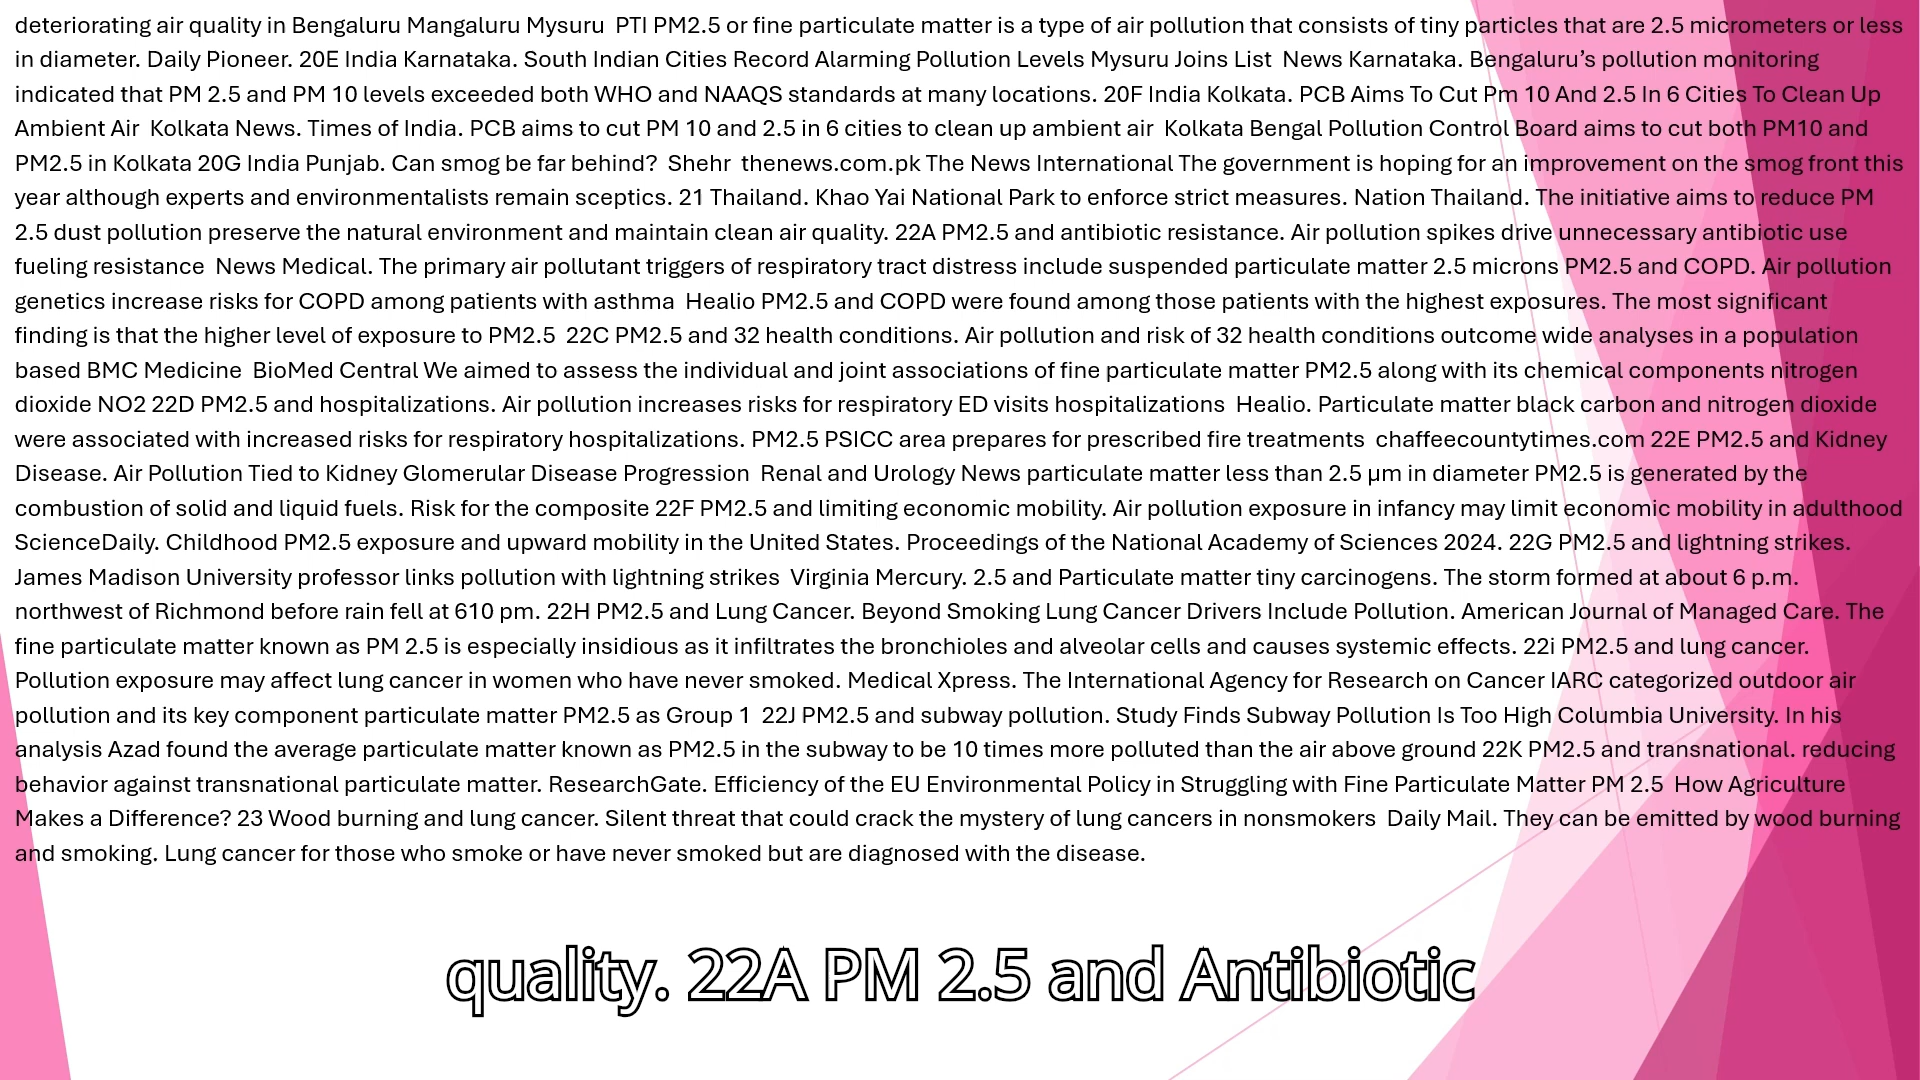 deteriorating air quality in Bengaluru Mangaluru Mysuru  PTI PM2.5 or fine particulate matter is a type of air pollution that consists of tiny particles that are 2.5 micrometers or less
in diameter. Daily Pioneer. 20E India Karnataka. South Indian Cities Record Alarming Pollution Levels Mysuru Joins List  News Karnataka. Bengaluru’s pollution monitoring
indicated that PM 2.5 and PM 10 levels exceeded both WHO and NAAQS standards at many locations. 20F India Kolkata. PCB Aims To Cut Pm 10 And 2.5 In 6 Cities To Clean Up
Ambient Air  Kolkata News. Times of India. PCB aims to cut PM 10 and 2.5 in 6 cities to clean up ambient air  Kolkata Bengal Pollution Control Board aims to cut both PM10 and
PM2.5 in Kolkata 20G India Punjab. Can smog be far behind?  Shehr  thenews.com.pk The News International The government is hoping for an improvement on the smog front this
year although experts and environmentalists remain sceptics. 21 Thailand. Khao Yai National Park to enforce strict measures. Nation Thailand. The initiative aims to reduce PM
2.5 dust pollution preserve the natural environment and maintain clean air quality. 22A PM2.5 and antibiotic resistance. Air pollution spikes drive unnecessary antibiotic use
fueling resistance  News Medical. The primary air pollutant triggers of respiratory tract distress include suspended particulate matter 2.5 microns PM2.5 and COPD. Air pollution
genetics increase risks for COPD among patients with asthma  Healio PM2.5 and COPD were found among those patients with the highest exposures. The most significant
finding is that the higher level of exposure to PM2.5  22C PM2.5 and 32 health conditions. Air pollution and risk of 32 health conditions outcome wide analyses in a population
based BMC Medicine  BioMed Central We aimed to assess the individual and joint associations of fine particulate matter PM2.5 along with its chemical components nitrogen
dioxide NO2 22D PM2.5 and hospitalizations. Air pollution increases risks for respiratory ED visits hospitalizations  Healio. Particulate matter black carbon and nitrogen dioxide
were associated with increased risks for respiratory hospitalizations. PM2.5 PSICC area prepares for prescribed fire treatments  chaffeecountytimes.com 22E PM2.5 and Kidney
Disease. Air Pollution Tied to Kidney Glomerular Disease Progression  Renal and Urology News particulate matter less than 2.5 μm in diameter PM2.5 is generated by the
combustion of solid and liquid fuels. Risk for the composite 22F PM2.5 and limiting economic mobility. Air pollution exposure in infancy may limit economic mobility in adulthood
ScienceDaily. Childhood PM2.5 exposure and upward mobility in the United States. Proceedings of the National Academy of Sciences 2024. 22G PM2.5 and lightning strikes.
James Madison University professor links pollution with lightning strikes  Virginia Mercury. 2.5 and Particulate matter tiny carcinogens. The storm formed at about 6 p.m.
northwest of Richmond before rain fell at 610 pm. 22H PM2.5 and Lung Cancer. Beyond Smoking Lung Cancer Drivers Include Pollution. American Journal of Managed Care. The
fine particulate matter known as PM 2.5 is especially insidious as it infiltrates the bronchioles and alveolar cells and causes systemic effects. 22i PM2.5 and lung cancer.
Pollution exposure may affect lung cancer in women who have never smoked. Medical Xpress. The International Agency for Research on Cancer IARC categorized outdoor air
pollution and its key component particulate matter PM2.5 as Group 1  22J PM2.5 and subway pollution. Study Finds Subway Pollution Is Too High Columbia University. In his
analysis Azad found the average particulate matter known as PM2.5 in the subway to be 10 times more polluted than the air above ground 22K PM2.5 and transnational. reducing
behavior against transnational particulate matter. ResearchGate. Efficiency of the EU Environmental Policy in Struggling with Fine Particulate Matter PM 2.5  How Agriculture
Makes a Difference? 23 Wood burning and lung cancer. Silent threat that could crack the mystery of lung cancers in nonsmokers  Daily Mail. They can be emitted by wood burning
and smoking. Lung cancer for those who smoke or have never smoked but are diagnosed with the disease.
quality. 22A PM 2.5 and Antibiotic